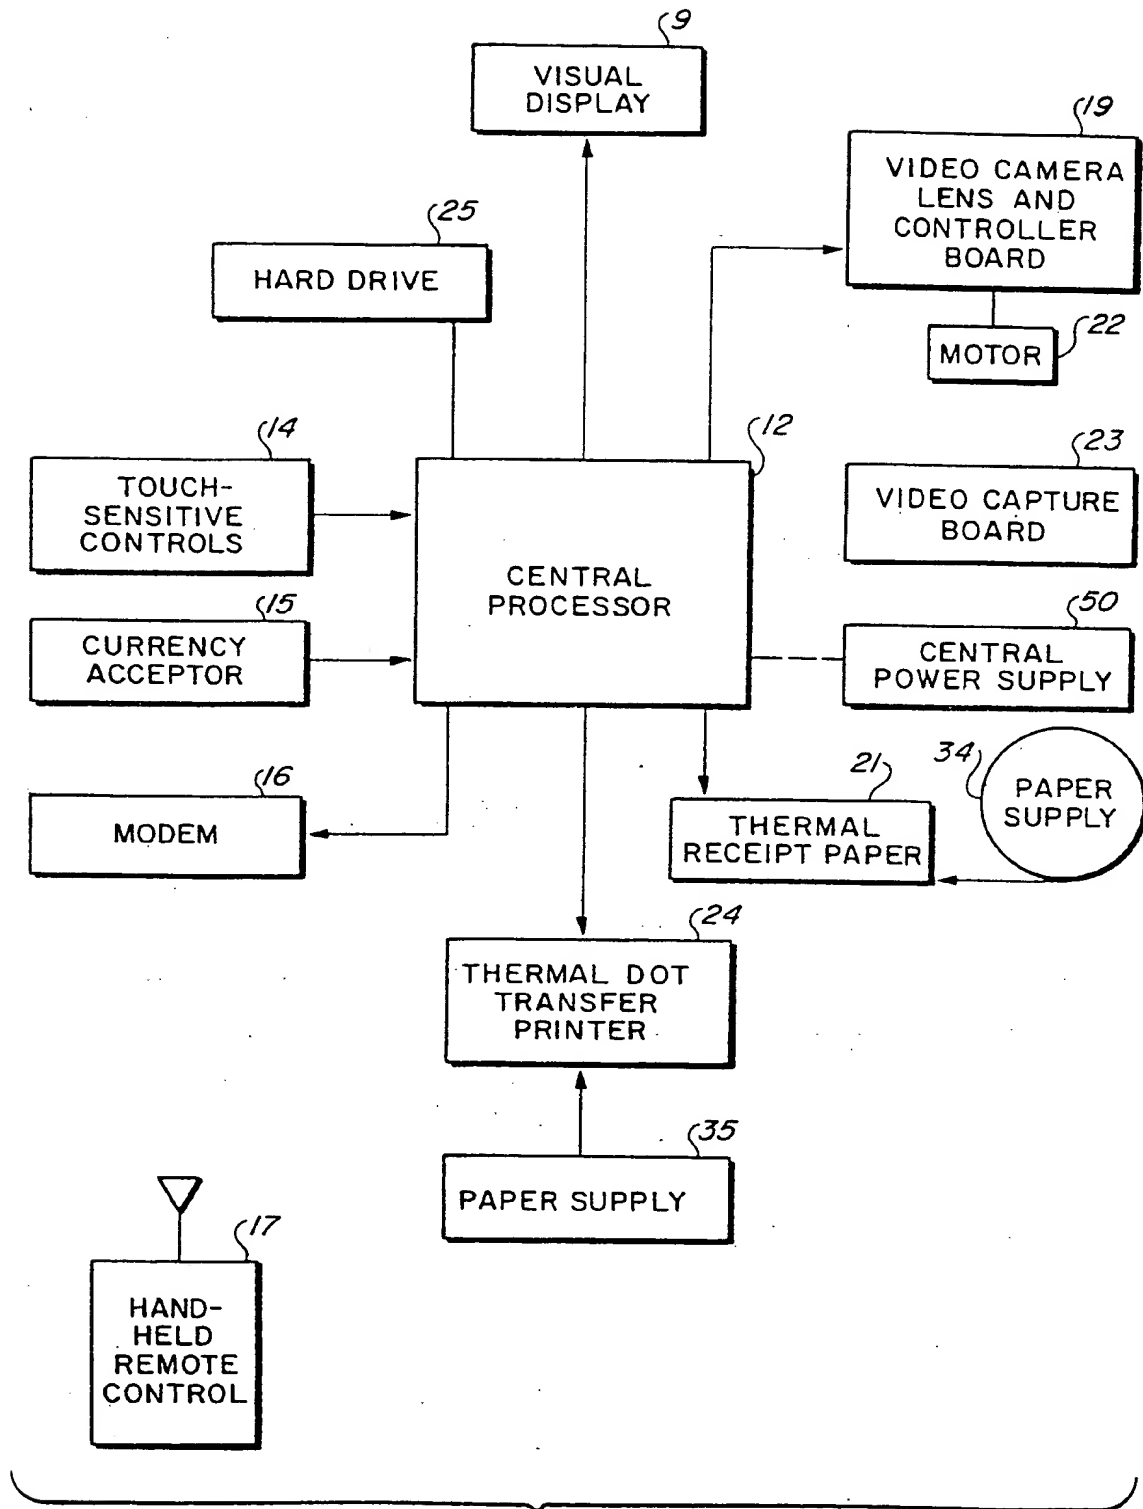 9
VISUAL
DISPLAY
19
VIDEO CAMERA
LENS AND
CONTROLLER
BOARD
25
HARD DRIVE
22
MOTOR
14
TOUCH-
SENSITIVE
CONTROLS
12
CENTRAL
PROCESSOR
23
VIDEO CAPTURE
BOARD
15
CURRENCY
ACCEPTOR
50
CENTRAL
POWER SUPPLY
16
MODEM
21
THERMAL
RECEIPT PAPER
34
PAPER
SUPPLY
24
THERMAL DOT
TRANSFER
PRINTER
35
PAPER SUPPLY
17
HAND-
HELD
REMOTE
CONTROL